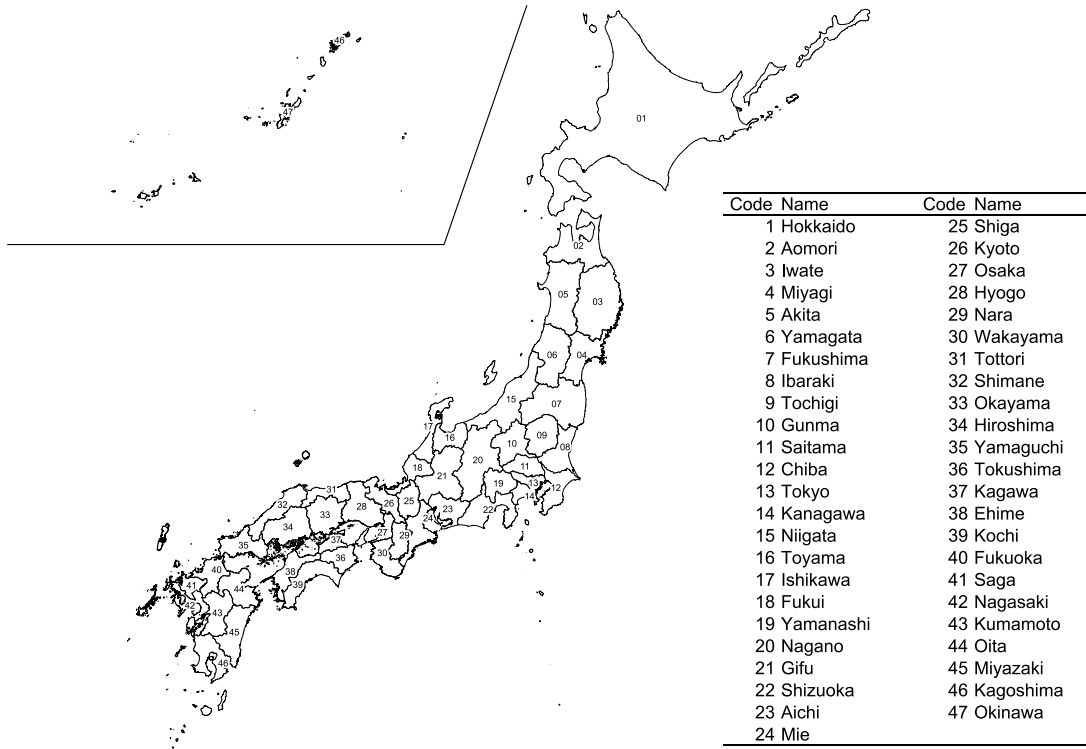 46
47
01
02
05
03
06
04
15
07
17
16
10
09
08
18
20
11
21
19
13
12
14
31
32
28
26
25
23
22
33
24
34
27
29
35
37
30
36
40
38
41
39
44
42
43
45
46
Code Name Code Name
1 Hokkaido 25 Shiga
2 Aomori 26 Kyoto
3 Iwate 27 Osaka
4 Miyagi 28 Hyogo
5 Akita 29 Nara
6 Yamagata 30 Wakayama
7 Fukushima 31 Tottori
8 Ibaraki 32 Shimane
9 Tochigi 33 Okayama
10 Gunma 34 Hiroshima
11 Saitama 35 Yamaguchi
12 Chiba 36 Tokushima
13 Tokyo 37 Kagawa
14 Kanagawa 38 Ehime
15 Niigata 39 Kochi
16 Toyama 40 Fukuoka
17 Ishikawa 41 Saga
18 Fukui 42 Nagasaki
19 Yamanashi 43 Kumamoto
20 Nagano 44 Oita
21 Gifu 45 Miyazaki
22 Shizuoka 46 Kagoshima
23 Aichi 47 Okinawa
24 Mie